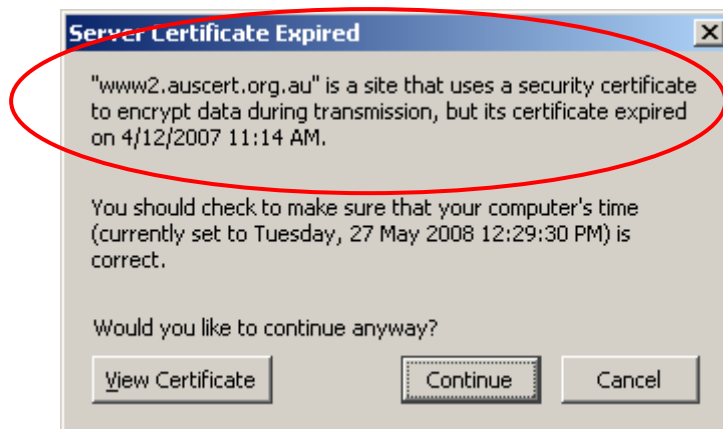 Server Certificate Expired
"www2.auscert.org.au" is a site that uses a security certificate
to encrypt data during transmission, but its certificate expired
on 4/12/2007 11:14 AM.
You should check to make sure that your computer's time
(currently set to Tuesday, 27 May 2008 12:29:30 PM) is
correct.
Would you like to continue anyway?
View Certificate Continue Cancel